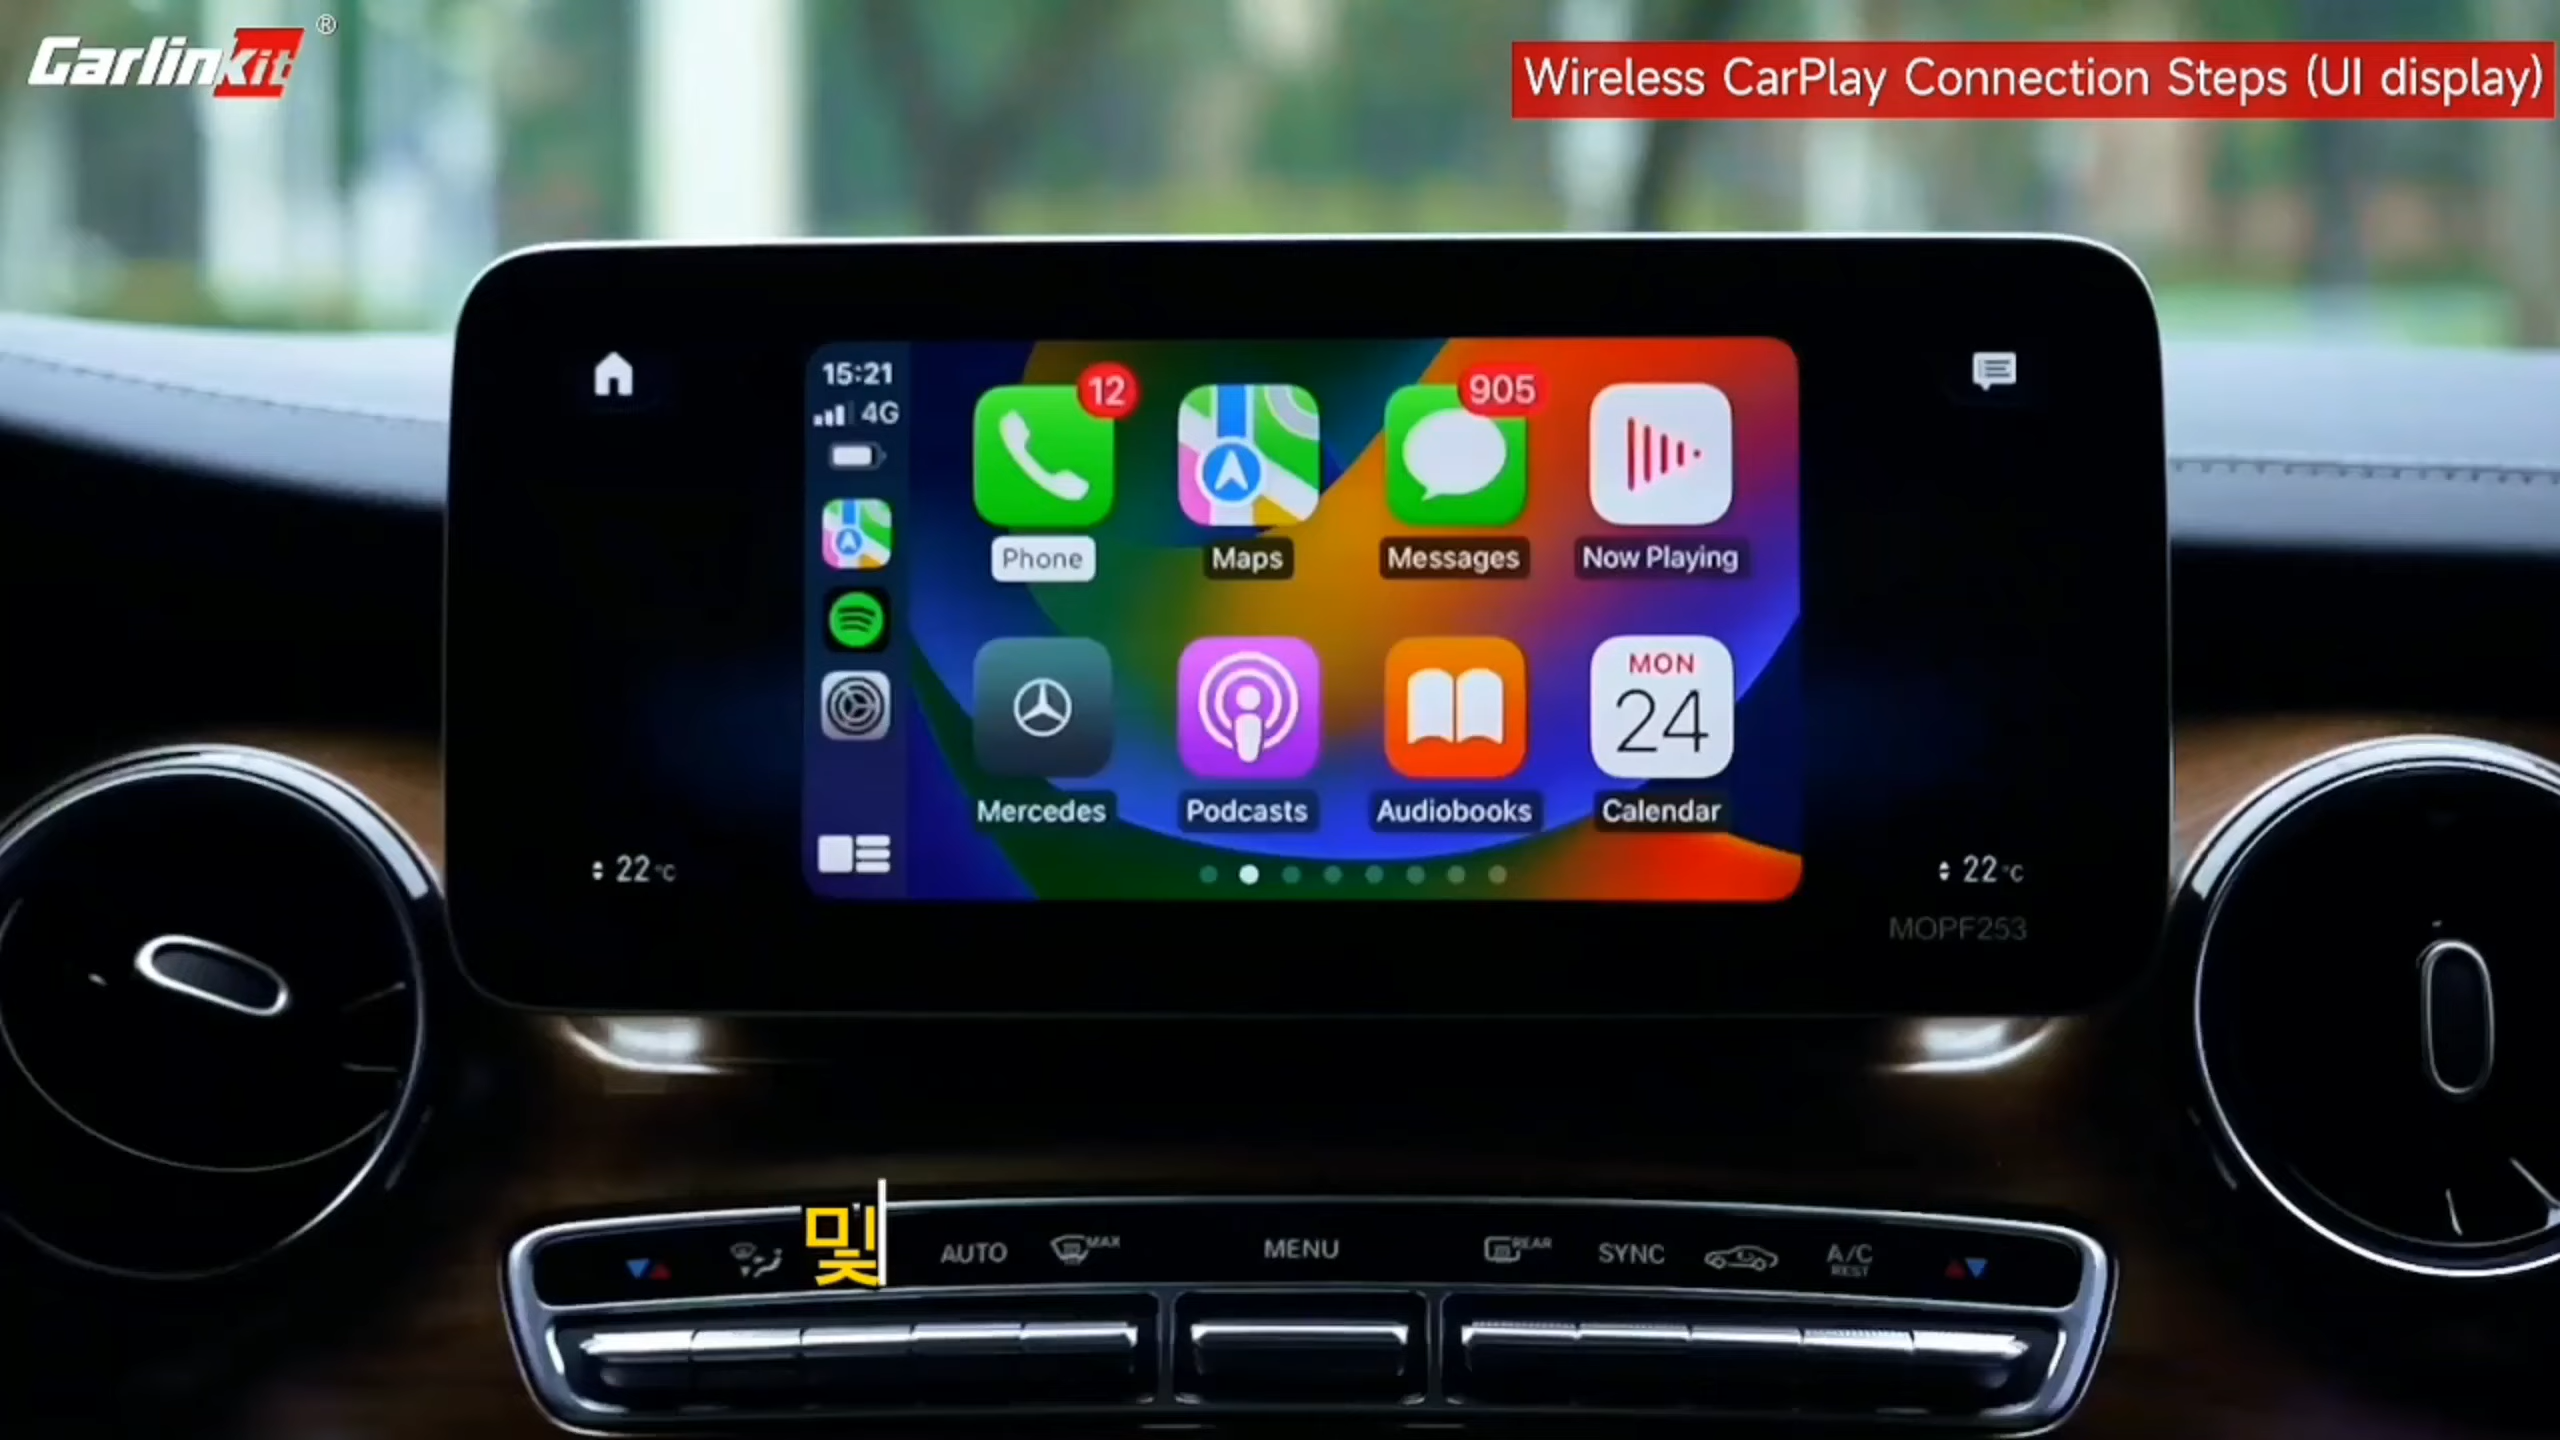 Carlinkit®
Wireless CarPlay Connection Steps (UI display)
15:21
4G
12
905
Phone
Maps
Messages
Now Playing
MON
24
Mercedes
Podcasts
Audiobooks
Calendar
22°C
22°C
MOPF253
및
AUTO
MAX
MENU
REAR
SYNC
A/C
REST